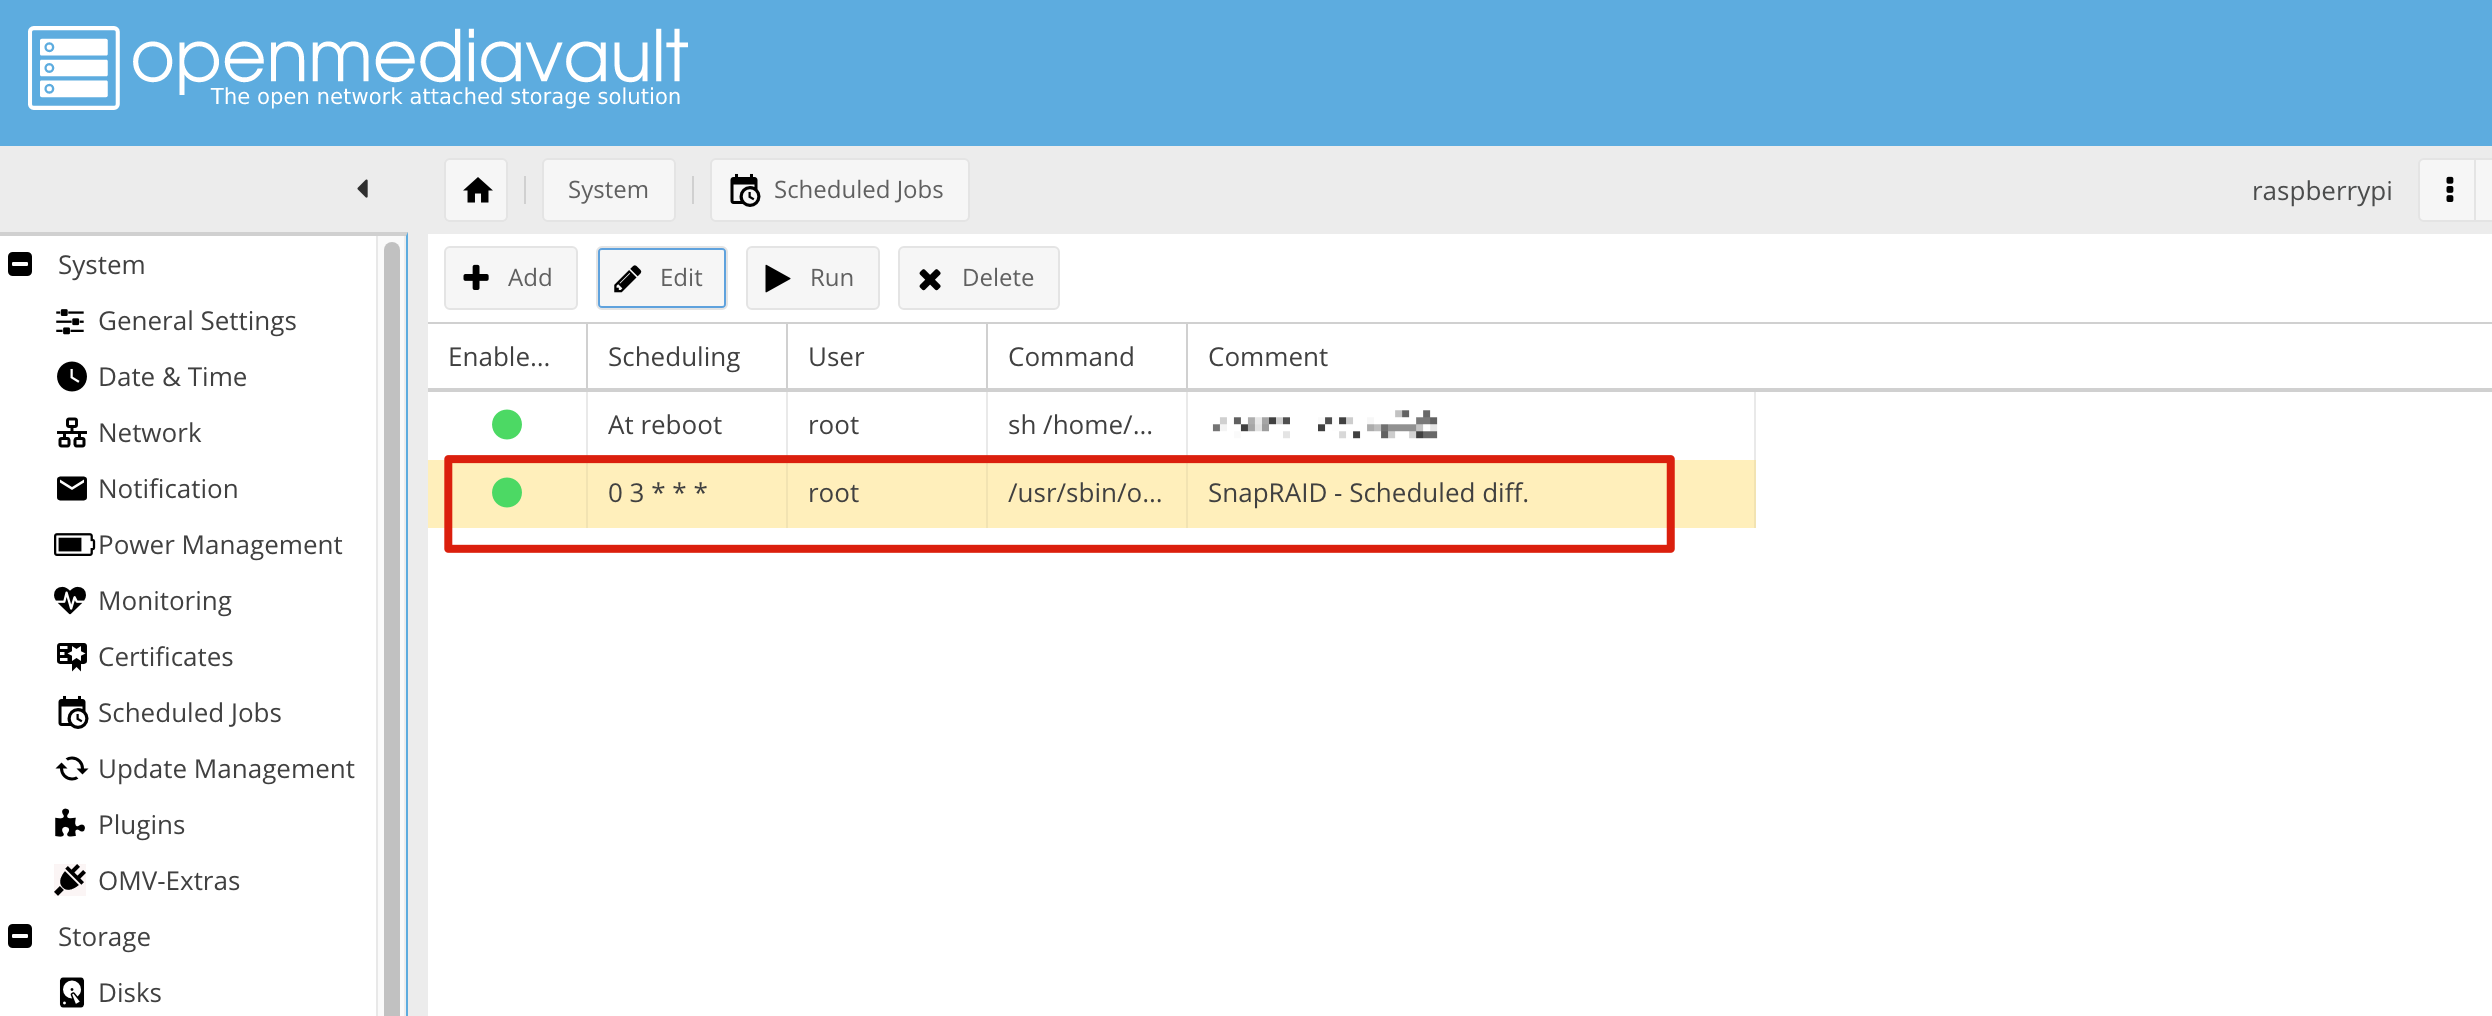 openmediavault
The open network attached storage solution
System
Scheduled Jobs
raspberrypi
System
General Settings
Date & Time
Network
Notification
Power Management
Monitoring
Certificates
Scheduled Jobs
Update Management
Plugins
OMV-Extras
Storage
Disks
Add Edit Run Delete
Enable... Scheduling User Command Comment
At reboot root sh /home/...
0 3 * * * root /usr/sbin/o... SnapRAID - Scheduled diff.